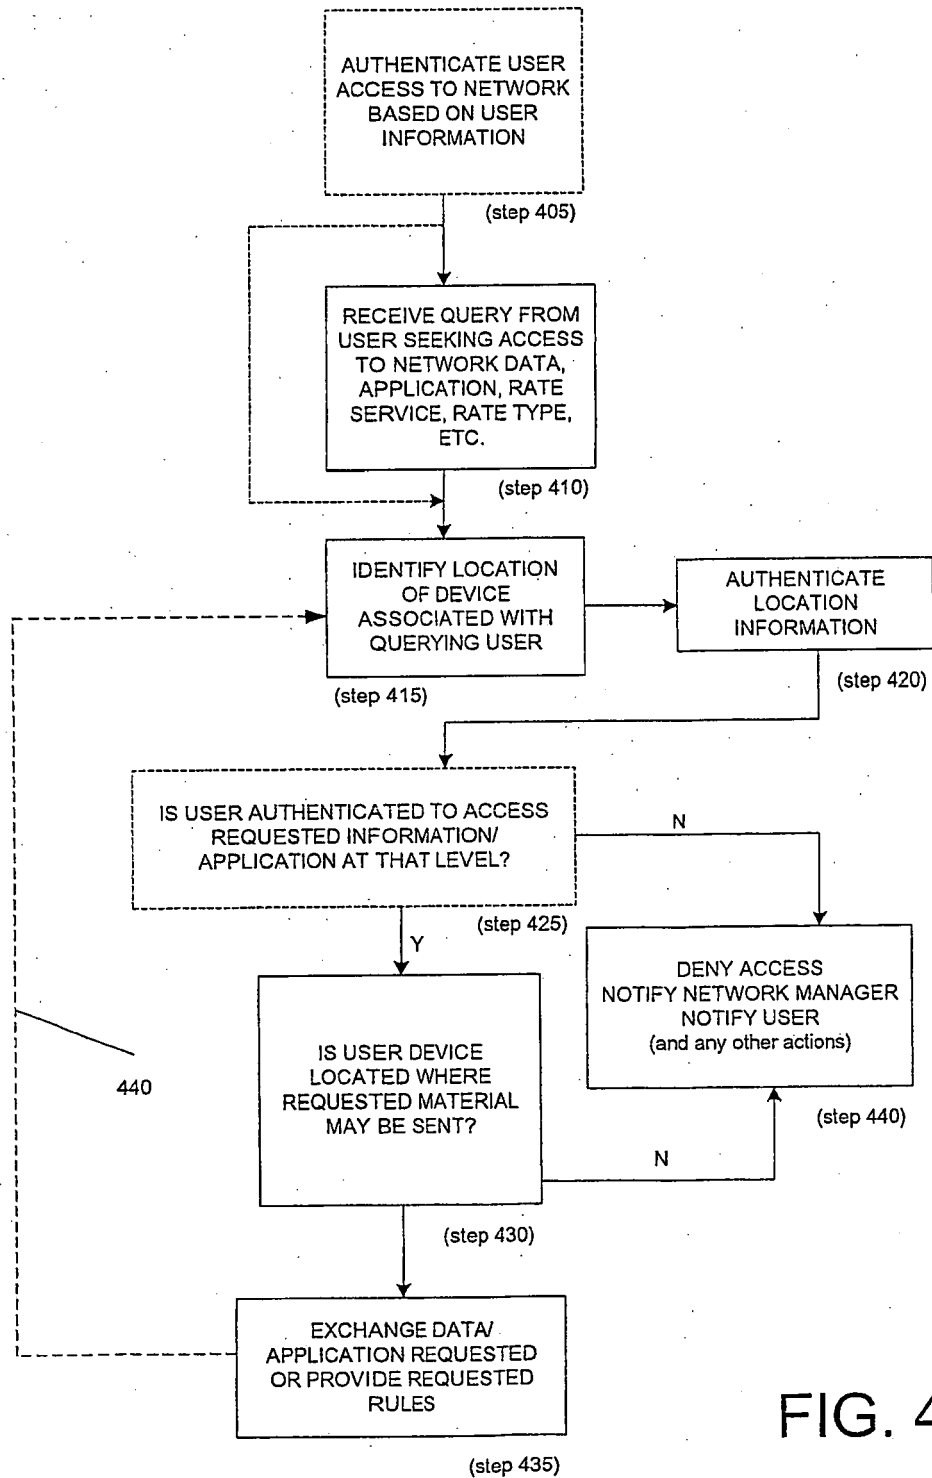 AUTHENTICATE USER
ACCESS TO NETWORK
BASED ON USER
INFORMATION
(step 405)
RECEIVE QUERY FROM
USER SEEKING ACCESS
TO NETWORK DATA,
APPLICATION, RATE
SERVICE, RATE TYPE,
ETC.
(step 410)
IDENTIFY LOCATION
OF DEVICE
ASSOCIATED WITH
QUERYING USER
(step 415)
AUTHENTICATE
LOCATION
INFORMATION
(step 420)
IS USER AUTHENTICATED TO ACCESS
REQUESTED INFORMATION/
APPLICATION AT THAT LEVEL?
(step 425)
N
Y
DENY ACCESS
NOTIFY NETWORK MANAGER
NOTIFY USER
(and any other actions)
(step 440)
IS USER DEVICE
LOCATED WHERE
REQUESTED MATERIAL
MAY BE SENT?
(step 430)
N
440
EXCHANGE DATA/
APPLICATION REQUESTED
OR PROVIDE REQUESTED
RULES
(step 435)
FIG. 4